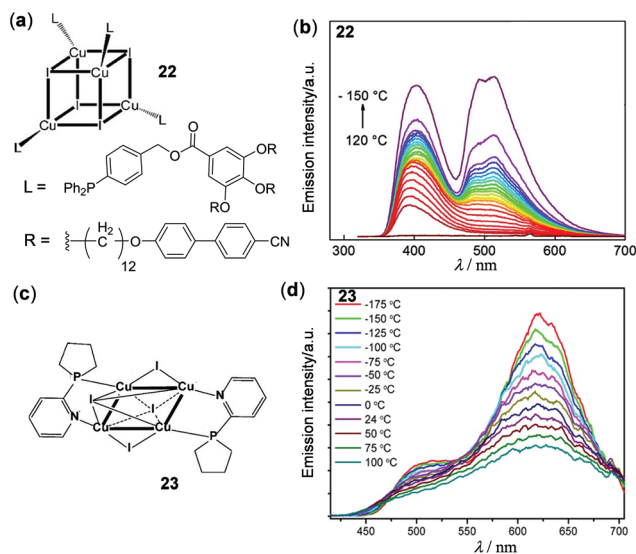 (a)
L
L
Cu
I
I
Cu
22
I
Cu
Cu
I
L
L
L =
Ph₂P
O
O
OR
OR
RO
R =
(C
H₂
)
12
O
CN
(b)
22
Emission intensity/a.u.
- 150 °C
120 °C
300
400
500
600
700
λ / nm
(c)
P
I
Cu
Cu
I
I
N
N
Cu
Cu
I
P
23
(d)
23
Emission intensity/a.u.
-175 °C
-150 °C
-125 °C
-100 °C
-75 °C
-50 °C
-25 °C
0 °C
24 °C
50 °C
75 °C
100 °C
450
500
550
600
650
700
λ / nm